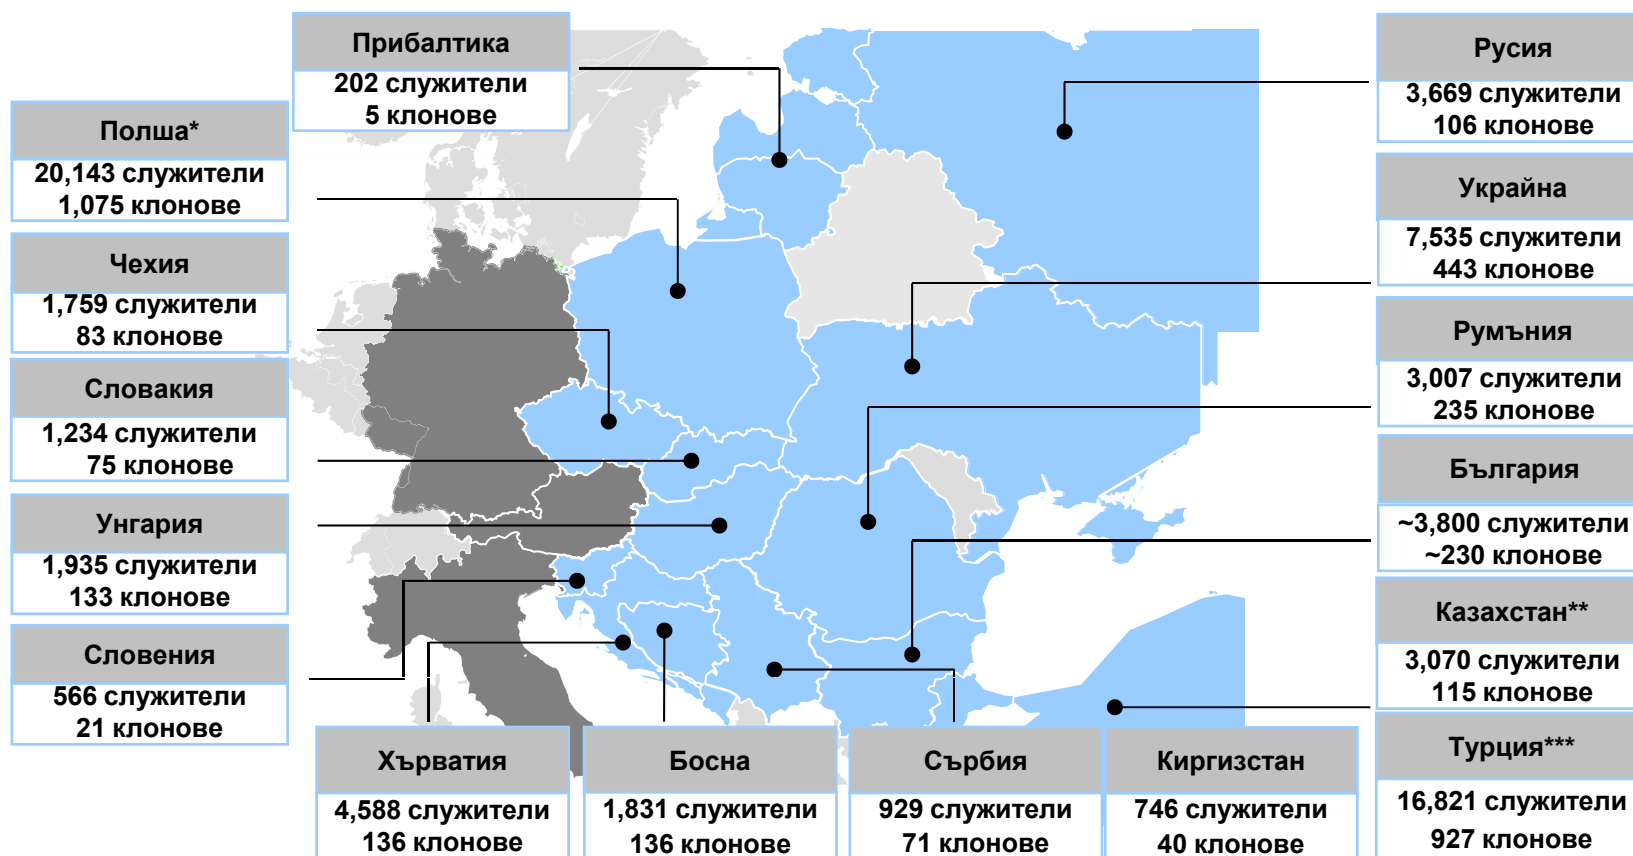 Прибалтика
202 служители
5 клонове
Полша*
20,143 служители
1,075 клонове
Чехия
1,759 служители
83 клонове
Словакия
1,234 служители
75 клонове
Унгария
1,935 служители
133 клонове
Словения
566 служители
21 клонове
Хърватия
4,588 служители
136 клонове
Босна
1,831 служители
136 клонове
Сърбия
929 служители
71 клонове
Киргизстан
746 служители
40 клонове
Русия
3,669 служители
106 клонове
Украйна
7,535 служители
443 клонове
Румъния
3,007 служители
235 клонове
България
~3,800 служители
~230 клонове
Казахстан**
3,070 служители
115 клонове
Турция***
16,821 служители
927 клонове